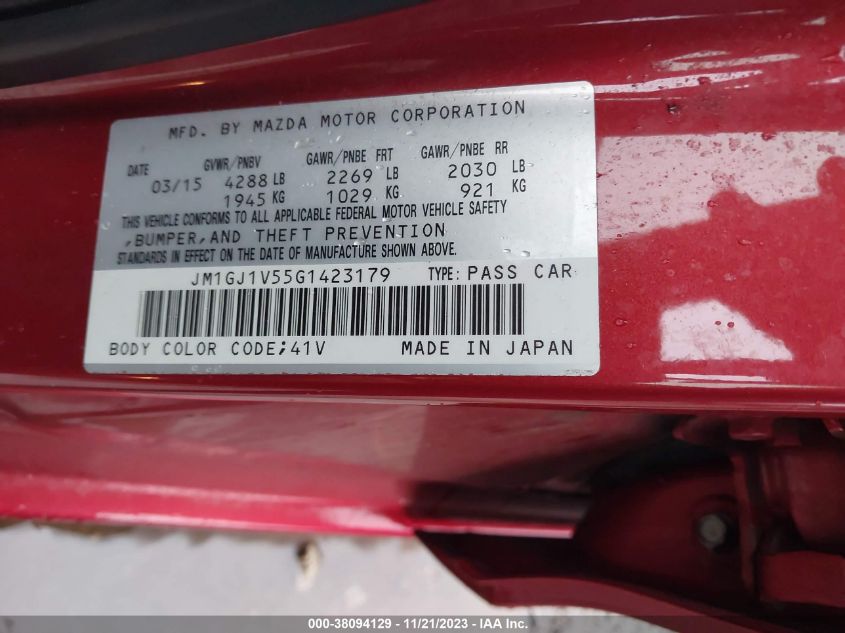 MFD. BY MAZDA MOTOR CORPORATION
DATE GVWR/PNBV GAWR/PNBE FRT GAWR/PNBE RR
03/15 4288 LB 2269 LB 2030 LB
1945 KG 1029 KG 921 KG
THIS VEHICLE CONFORMS TO ALL APPLICABLE FEDERAL MOTOR VEHICLE SAFETY
,BUMPER,AND THEFT PREVENTION
STANDARDS IN EFFECT ON THE DATE OF MANUFACTURE SHOWN ABOVE.
JM1GJ1V55G1423179 TYPE: PASS CAR
BODY COLOR CODE;41V MADE IN JAPAN
000-38094129 - 11/21/2023 - IAA Inc.